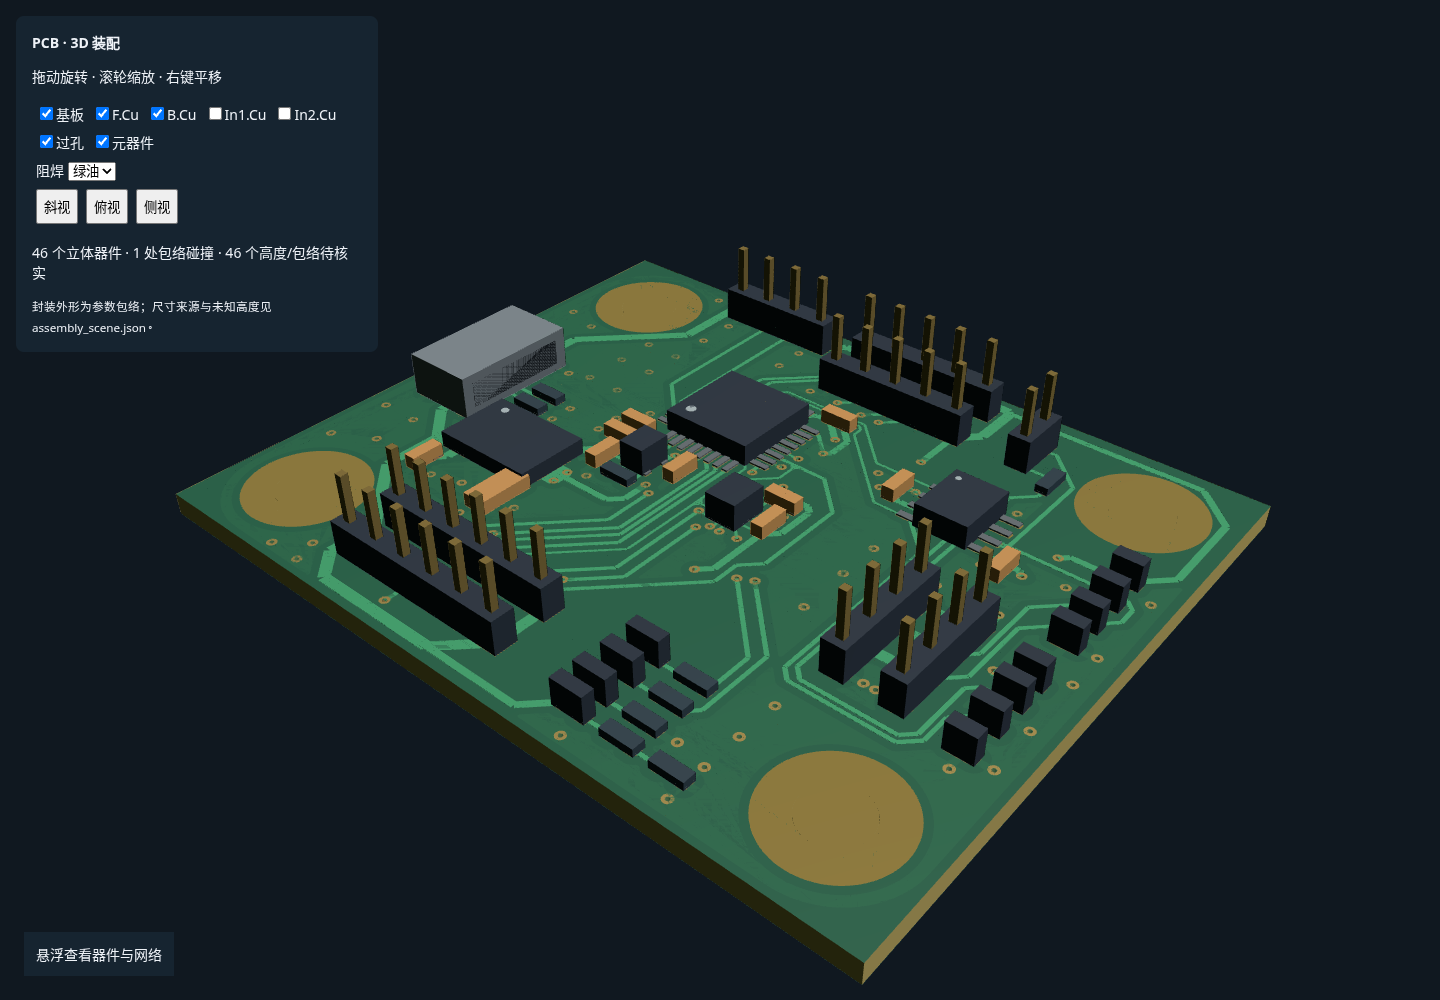 PCB · 3D 装配
拖动旋转 · 滚轮缩放 · 右键平移
基板 F.Cu B.Cu In1.Cu In2.Cu
过孔 元器件
阻焊 绿油
斜视 俯视 侧视
46 个立体器件 · 1 处包络碰撞 · 46 个高度/包络待核
实
封装外形为参数包络；尺寸来源与未知高度见
assembly_scene.json。
悬浮查看器件与网络